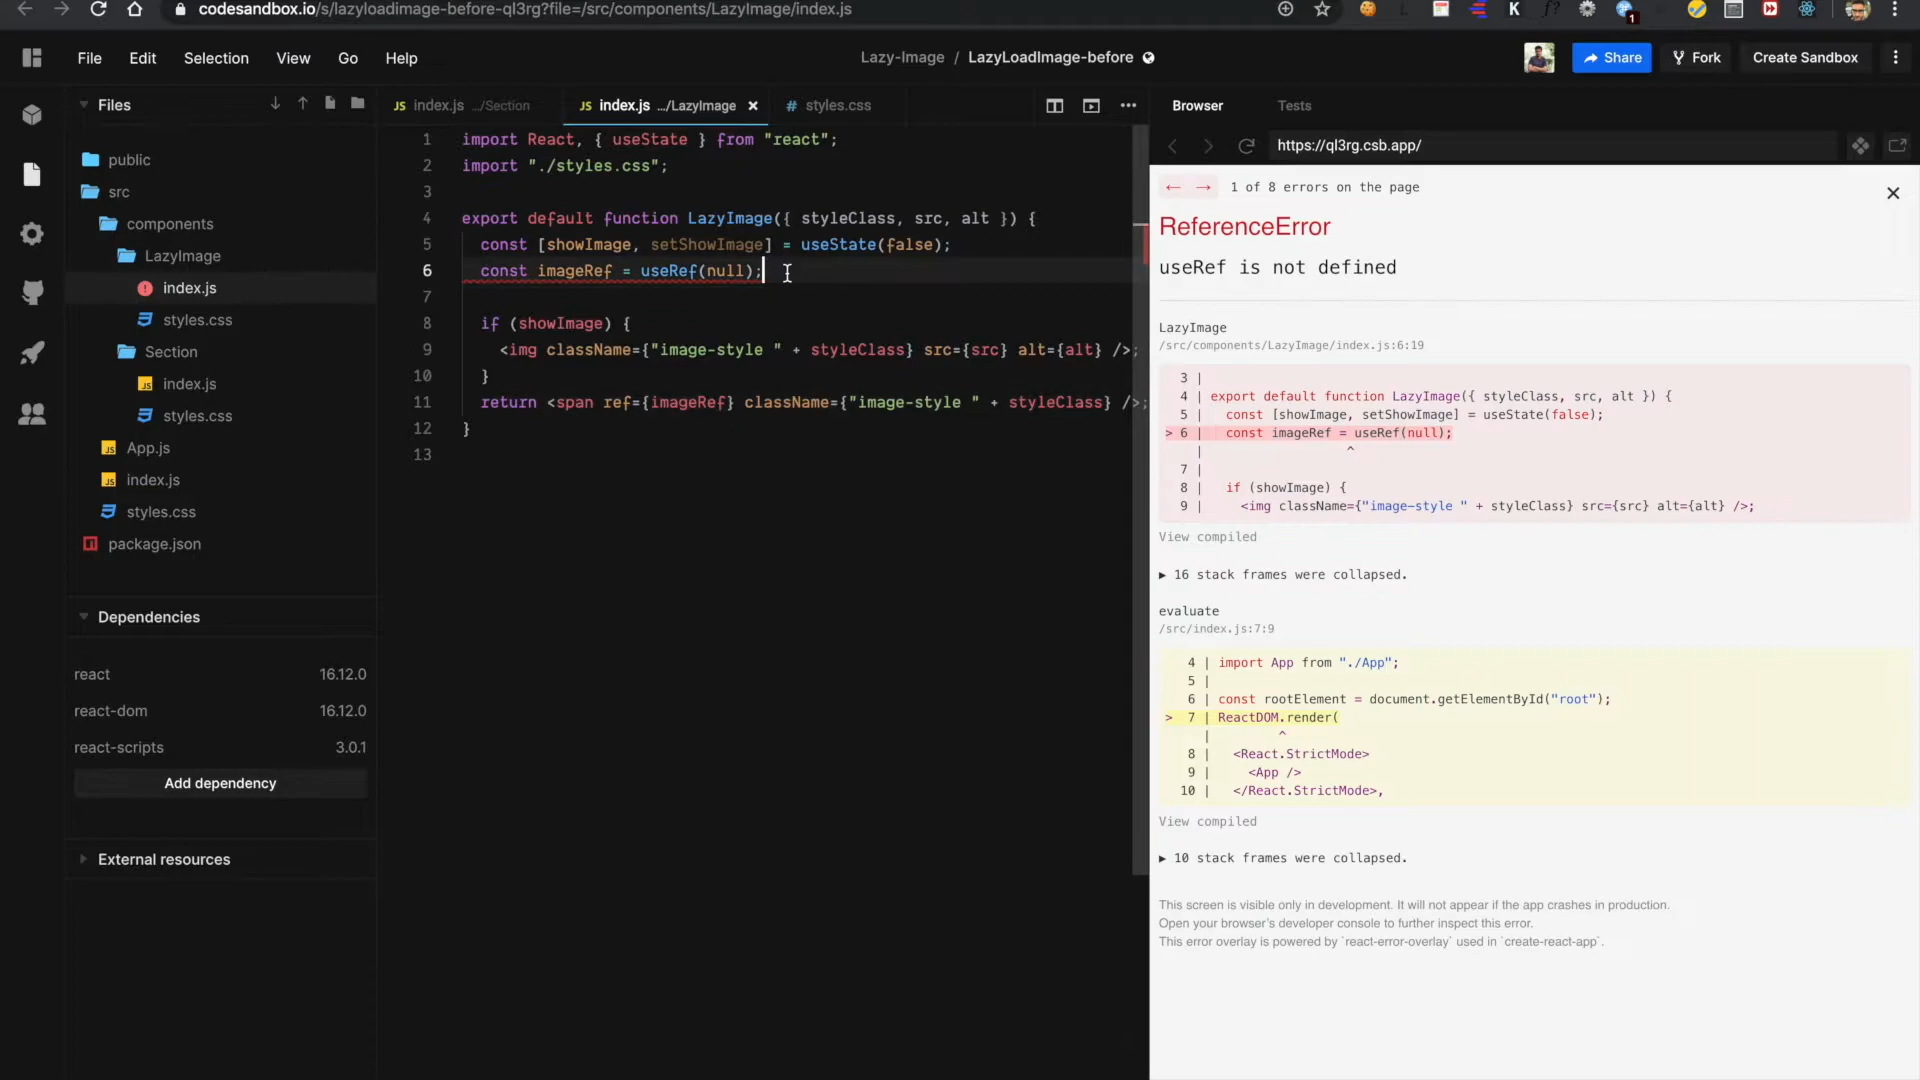 codesandbox.io/s/lazyloadimage-before-ql3rg?file=/src/components/LazyImage/index.js
K
f?
1
File Edit Selection View Go Help
Lazy-Image / LazyLoadImage-before
Share
Fork
Create Sandbox
Files
public
src
components
LazyImage
index.js
styles.css
Section
index.js
styles.css
App.js
index.js
styles.css
package.json
Dependencies
react 16.12.0
react-dom 16.12.0
react-scripts 3.0.1
Add dependency
External resources
JS index.js .../Section
JS index.js .../LazyImage
# styles.css
1 import React, { useState } from "react";
2 import "./styles.css";
3
4 export default function LazyImage({ styleClass, src, alt }) {
5 const [showImage, setShowImage] = useState(false);
6 const imageRef = useRef(null);
7
8 if (showImage) {
9 <img className={"image-style " + styleClass} src={src} alt={alt} />;
10 }
11 return <span ref={imageRef} className={"image-style " + styleClass} />;
12 }
13
Browser Tests
https://ql3rg.csb.app/
← → 1 of 8 errors on the page
ReferenceError
useRef is not defined
LazyImage
/src/components/LazyImage/index.js:6:19
3 |
4 | export default function LazyImage({ styleClass, src, alt }) {
5 | const [showImage, setShowImage] = useState(false);
> 6 | const imageRef = useRef(null);
| ^
7 |
8 | if (showImage) {
9 | <img className={"image-style " + styleClass} src={src} alt={alt} />;
View compiled
▶ 16 stack frames were collapsed.
evaluate
/src/index.js:7:9
4 | import App from "./App";
5 |
6 | const rootElement = document.getElementById("root");
> 7 | ReactDOM.render(
| ^
8 | <React.StrictMode>
9 | <App />
10 | </React.StrictMode>,
View compiled
▶ 10 stack frames were collapsed.
This screen is visible only in development. It will not appear if the app crashes in production.
Open your browser's developer console to further inspect this error.
This error overlay is powered by `react-error-overlay` used in `create-react-app`.